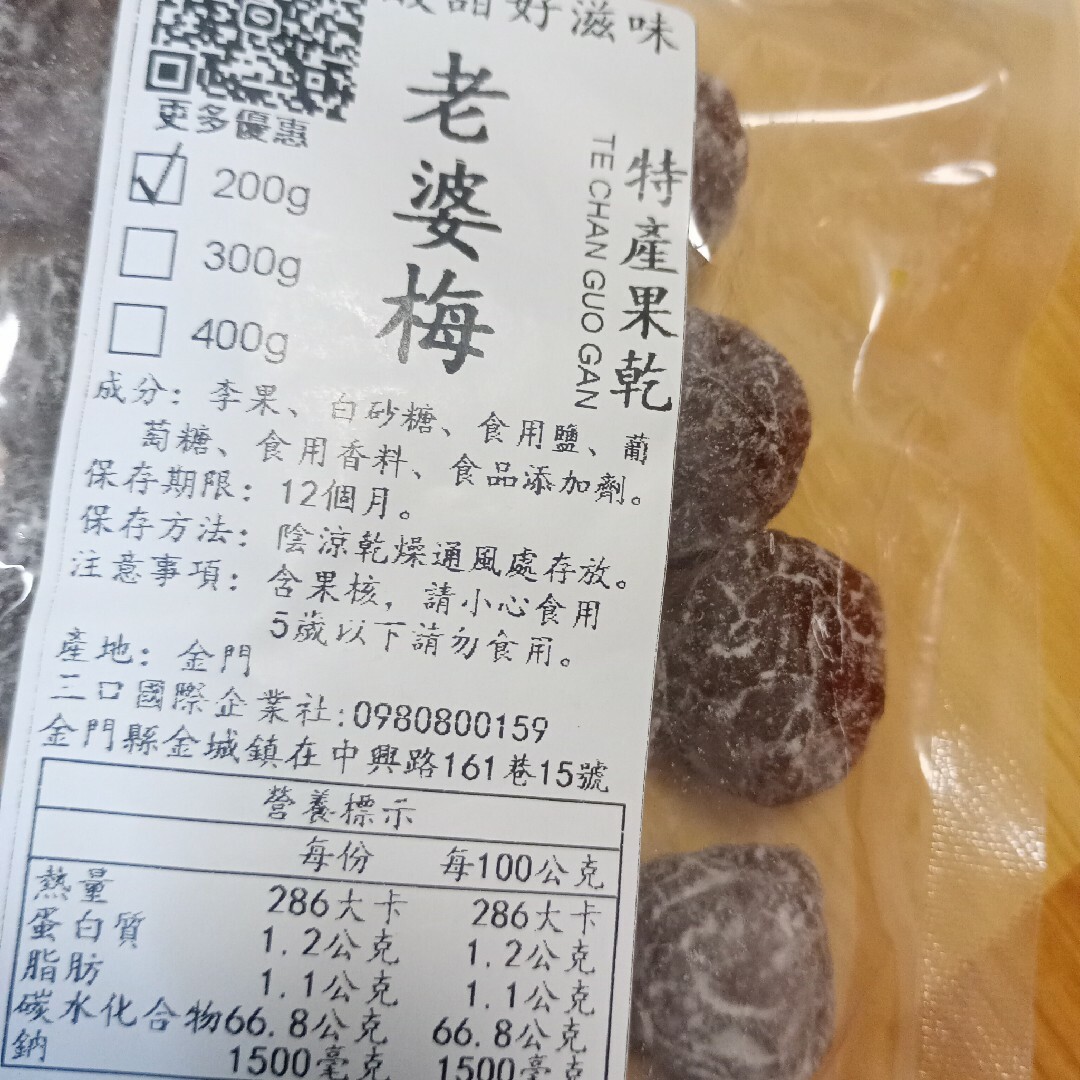 甜好滋味
老婆梅
特產果乾
TE CHAN GUO GAN
更多優惠
200g
300g
400g
成分：李果、白砂糖、食用鹽、葡
萄糖、食用香料、食品添加劑。
保存期限：12個月。
保存方法：陰涼乾燥通風處存放。
注意事項：含果核，請小心食用
5歲以下請勿食用。
產地：金門
三口國際企業社:0980800159
金門縣金城鎮在中興路161巷15號
營養標示
每份 每100公克
熱量 286大卡 286大卡
蛋白質 1.2公克 1.2公克
脂肪 1.1公克 1.1公克
碳水化合物 66.8公克 66.8公克
鈉 1500毫克 1500毫克